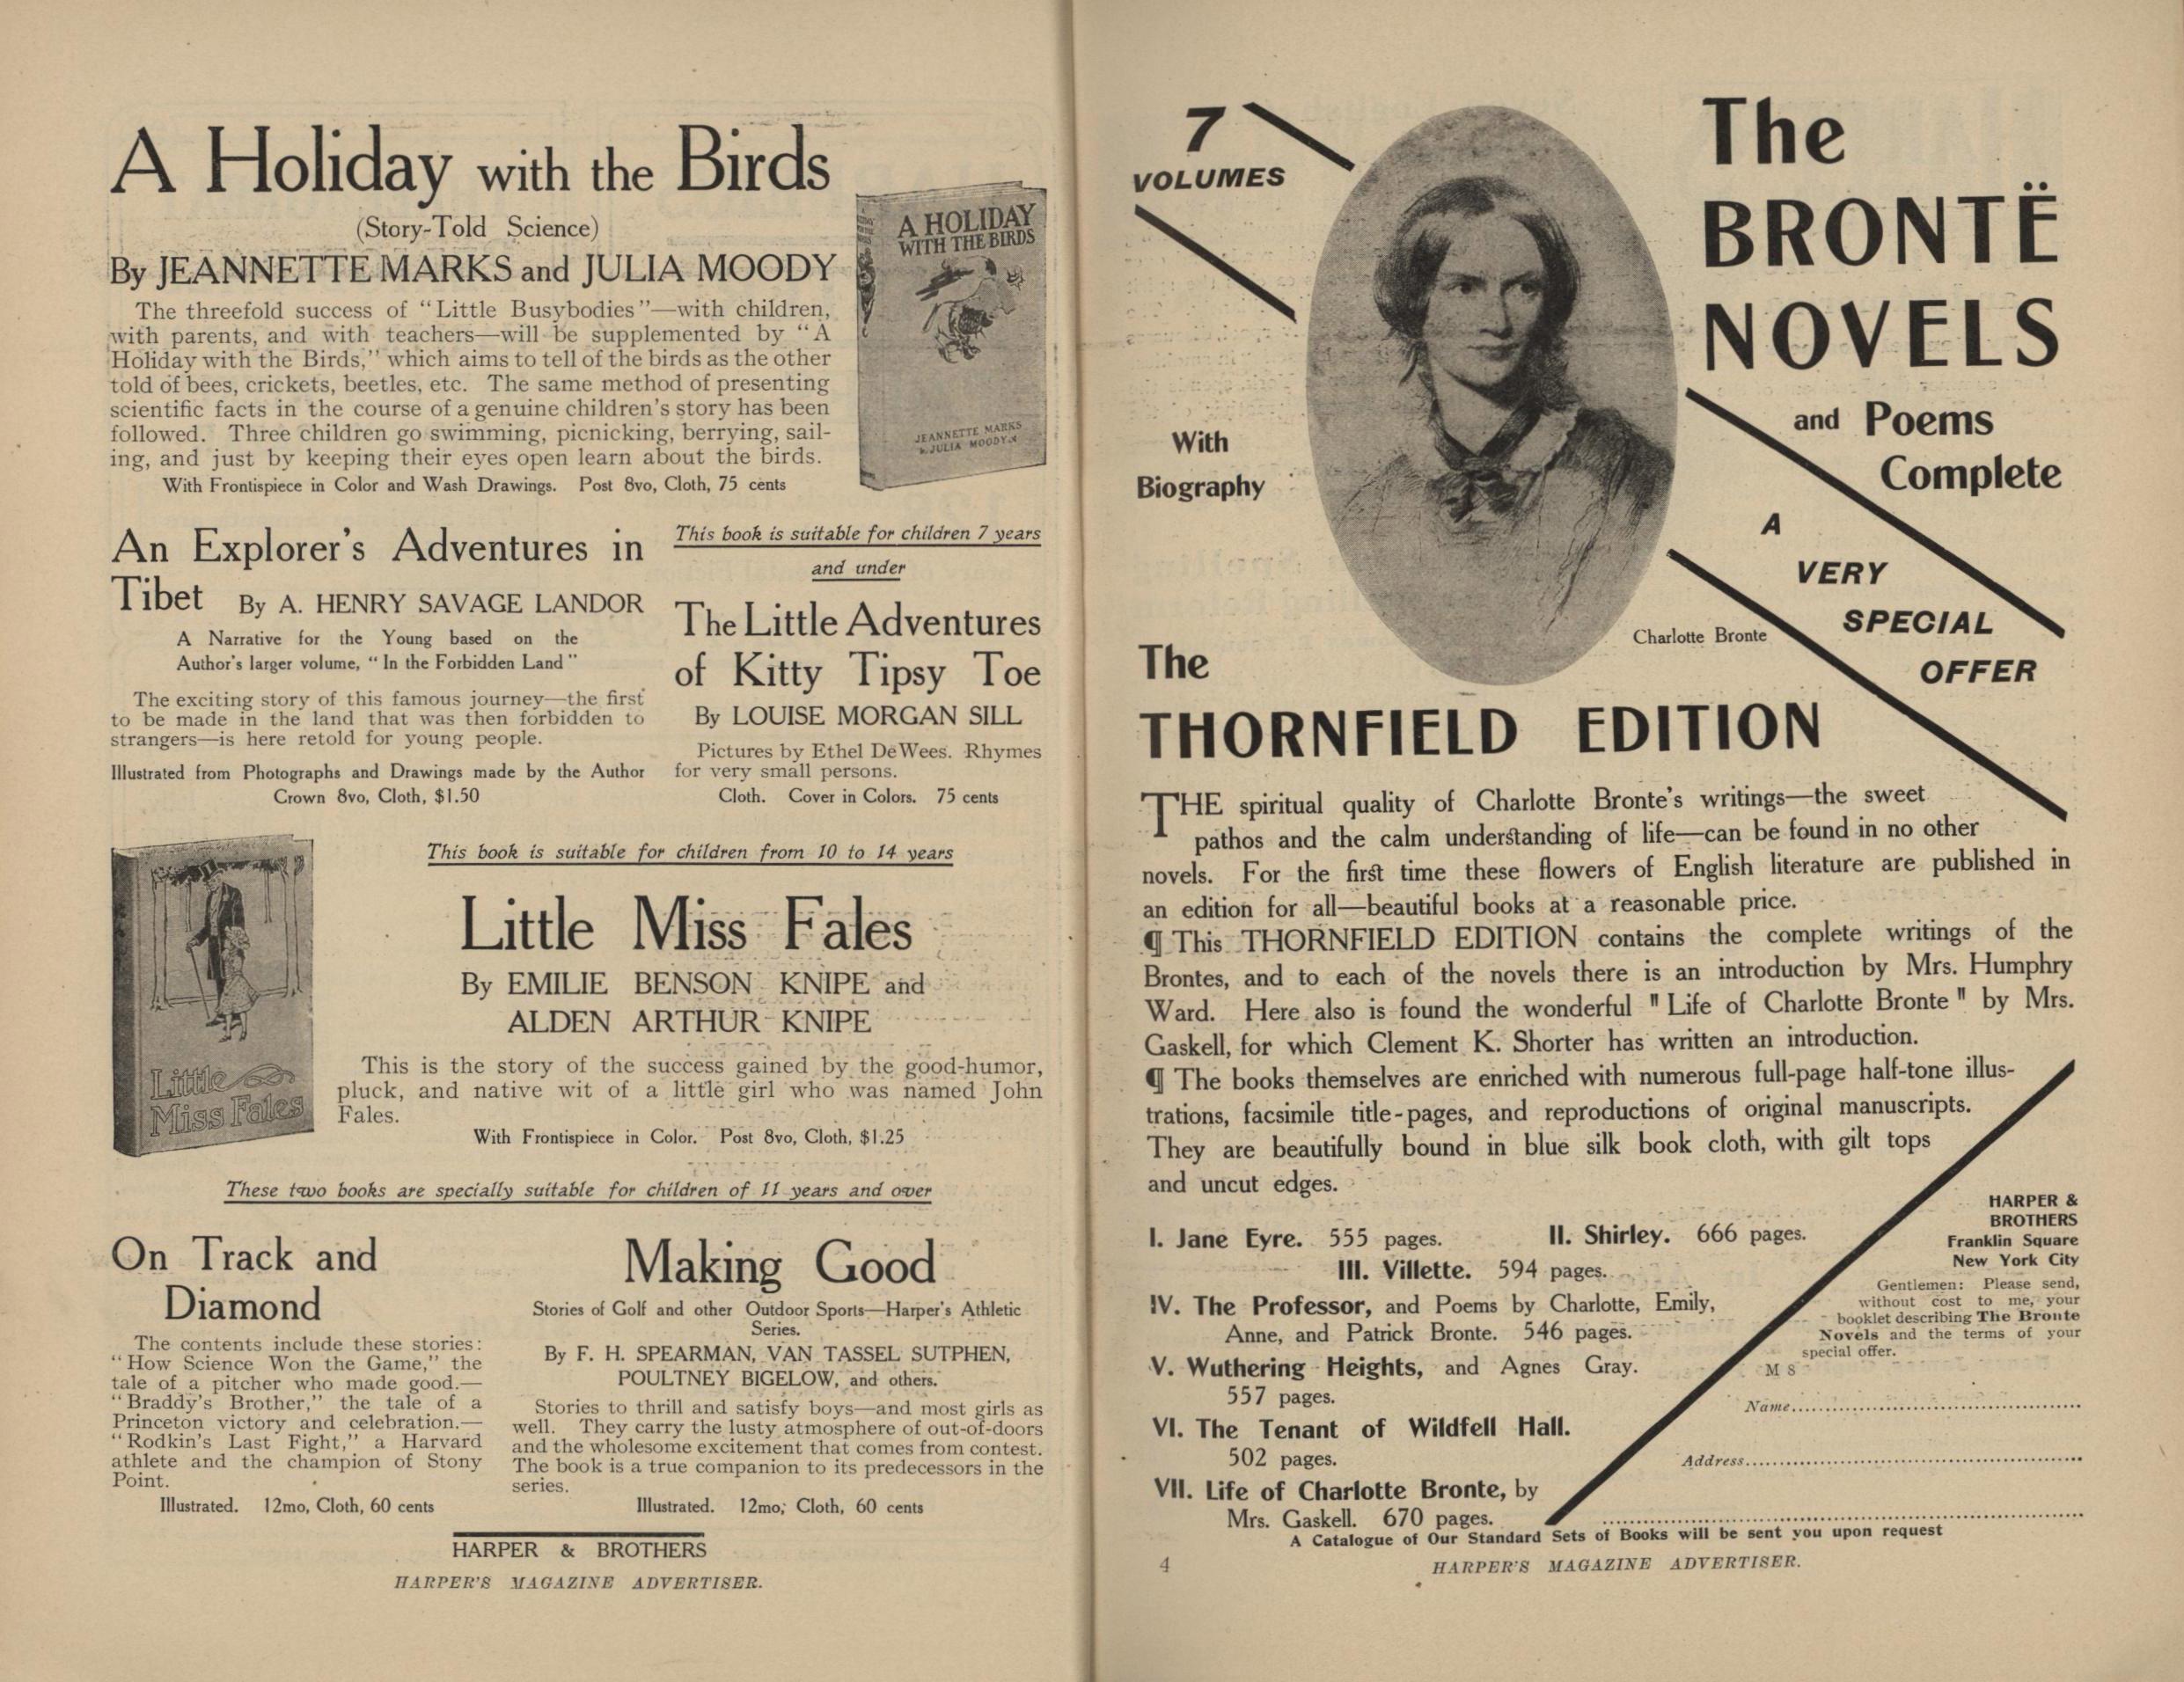 A Holiday with the Birds
(Story-Told Science)
By JEANNETTE MARKS and JULIA MOODY
The threefold success of "Little Busybodies"—with children,
with parents, and with teachers—will be supplemented by "A
Holiday with the Birds," which aims to tell of the birds as the other
told of bees, crickets, beetles, etc. The same method of presenting
scientific facts in the course of a genuine children's story has been
followed. Three children go swimming, picnicking, berrying, sail-
ing, and just by keeping their eyes open learn about the birds.
With Frontispiece in Color and Wash Drawings. Post 8vo, Cloth, 75 cents
A HOLIDAY
WITH THE BIRDS
JEANNETTE MARKS
& JULIA MOODY
An Explorer's Adventures in
Tibet By A. HENRY SAVAGE LANDOR
A Narrative for the Young based on the
Author's larger volume, "In the Forbidden Land"
The exciting story of this famous journey—the first
to be made in the land that was then forbidden to
strangers—is here retold for young people.
Illustrated from Photographs and Drawings made by the Author
Crown 8vo, Cloth, $1.50
This book is suitable for children 7 years
and under
The Little Adventures
of Kitty Tipsy Toe
By LOUISE MORGAN SILL
Pictures by Ethel DeWees. Rhymes
for very small persons.
Cloth. Cover in Colors. 75 cents
This book is suitable for children from 10 to 14 years
Little Miss Fales
By EMILIE BENSON KNIPE and
ALDEN ARTHUR KNIPE
This is the story of the success gained by the good-humor,
pluck, and native wit of a little girl who was named John
Fales.
With Frontispiece in Color. Post 8vo, Cloth, $1.25
Little
Miss Fales
These two books are specially suitable for children of 11 years and over
On Track and
Diamond
The contents include these stories:
"How Science Won the Game," the
tale of a pitcher who made good.—
"Braddy's Brother," the tale of a
Princeton victory and celebration.—
"Rodkin's Last Fight," a Harvard
athlete and the champion of Stony
Point.
Illustrated. 12mo, Cloth, 60 cents
Making Good
Stories of Golf and other Outdoor Sports—Harper's Athletic
Series.
By F. H. SPEARMAN, VAN TASSEL SUTPHEN,
POULTNEY BIGELOW, and others.
Stories to thrill and satisfy boys—and most girls as
well. They carry the lusty atmosphere of out-of-doors
and the wholesome excitement that comes from contest.
The book is a true companion to its predecessors in the
series.
Illustrated. 12mo, Cloth, 60 cents
HARPER & BROTHERS
HARPER'S MAGAZINE ADVERTISER.
7
VOLUMES
The
BRONTË
NOVELS
and Poems
Complete
With
Biography
A
VERY
SPECIAL
OFFER
Charlotte Bronte
The
THORNFIELD EDITION
THE spiritual quality of Charlotte Bronte's writings—the sweet
pathos and the calm understanding of life—can be found in no other
novels. For the first time these flowers of English literature are published in
an edition for all—beautiful books at a reasonable price.
¶ This THORNFIELD EDITION contains the complete writings of the
Brontes, and to each of the novels there is an introduction by Mrs. Humphry
Ward. Here also is found the wonderful "Life of Charlotte Bronte" by Mrs.
Gaskell, for which Clement K. Shorter has written an introduction.
¶ The books themselves are enriched with numerous full-page half-tone illus-
trations, facsimile title-pages, and reproductions of original manuscripts.
They are beautifully bound in blue silk book cloth, with gilt tops
and uncut edges.
I. Jane Eyre. 555 pages. II. Shirley. 666 pages.
III. Villette. 594 pages.
IV. The Professor, and Poems by Charlotte, Emily,
Anne, and Patrick Bronte. 546 pages.
V. Wuthering Heights, and Agnes Gray.
557 pages.
VI. The Tenant of Wildfell Hall.
502 pages.
VII. Life of Charlotte Bronte, by
Mrs. Gaskell. 670 pages.
HARPER &
BROTHERS
Franklin Square
New York City
Gentlemen: Please send,
without cost to me, your
booklet describing The Bronte
Novels and the terms of your
special offer.
M 8
Name
Address
A Catalogue of Our Standard Sets of Books will be sent you upon request
4
HARPER'S MAGAZINE ADVERTISER.